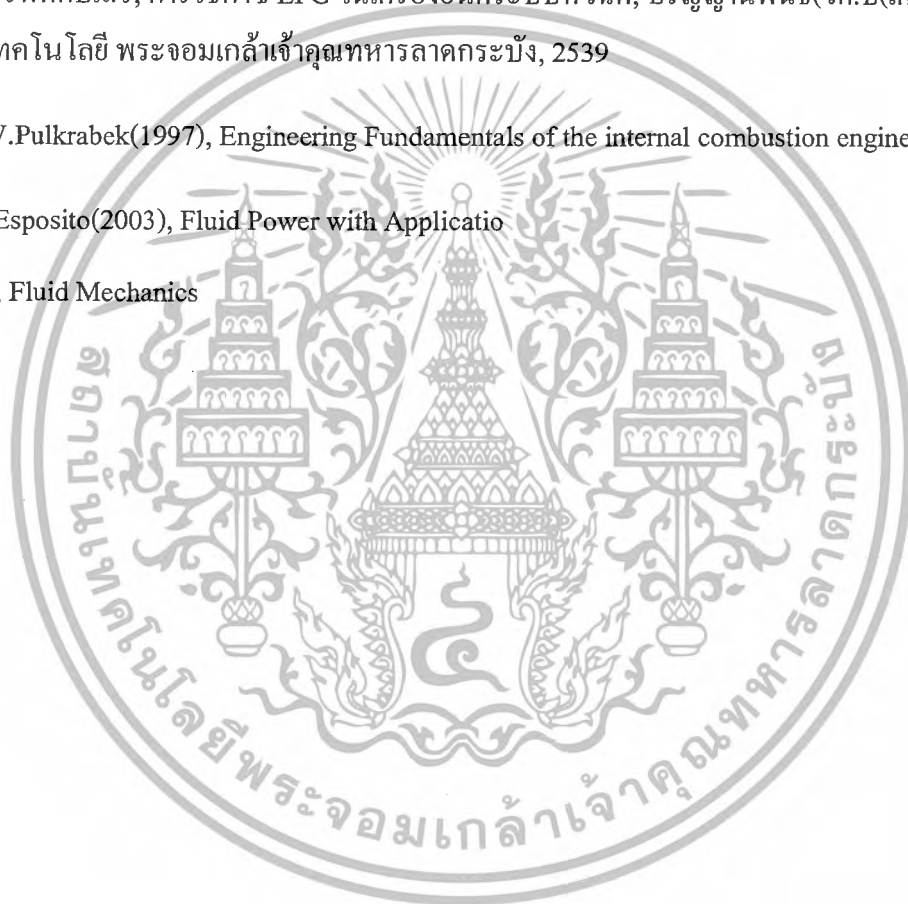 เทคโนโลยี พระจอมเกล้าเจ้าคุณทหารลาดกระบัง, 2539
V.Pulkrabek(1997), Engineering Fundamentals of the internal combustion engine
Esposito(2003), Fluid Power with Applicatio
, Fluid Mechanics
สถาบันเทคโนโลยีพระจอมเกล้าเจ้าคุณทหารลาดกระบัง